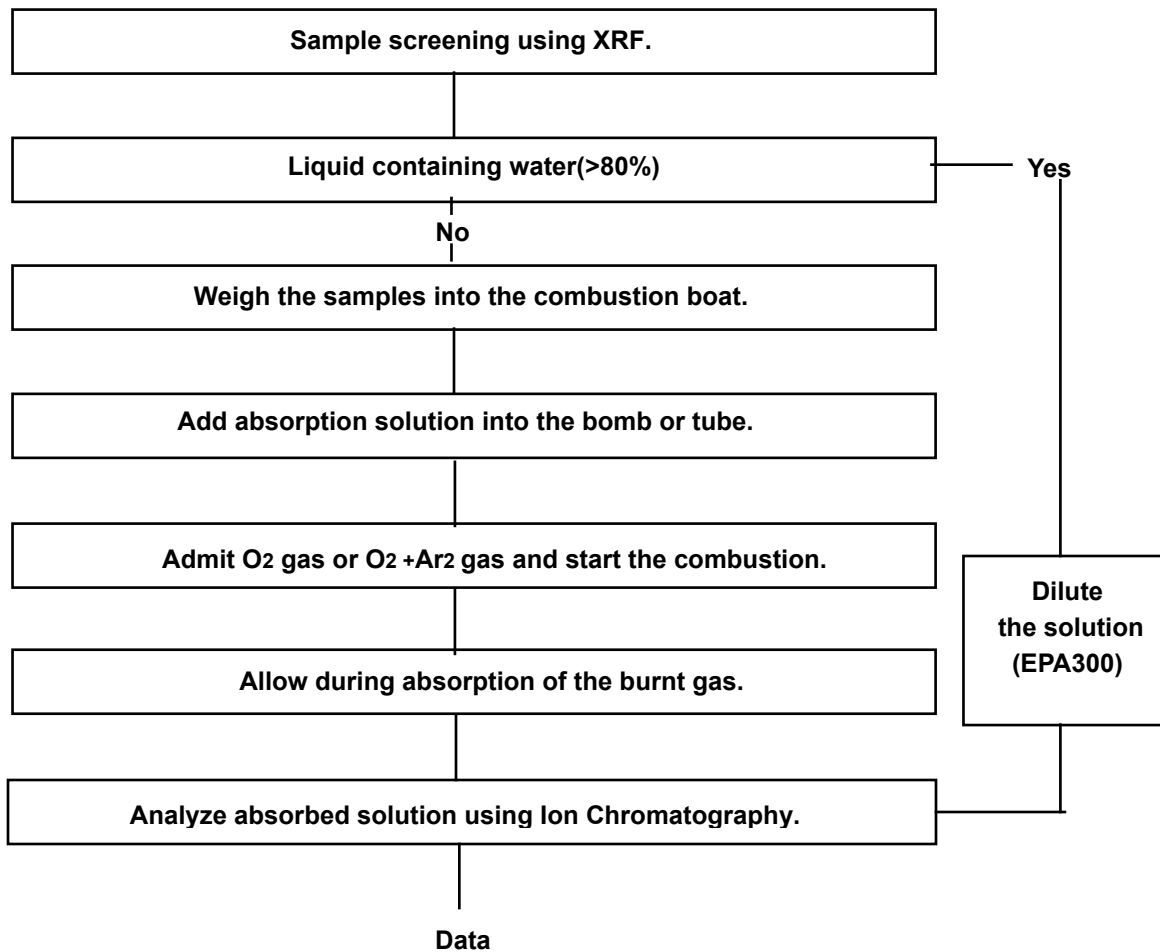 Sample screening using XRF.
Liquid containing water(>80%)
Yes
No
Weigh the samples into the combustion boat.
Add absorption solution into the bomb or tube.
Admit O2 gas or O2 +Ar2 gas and start the combustion.
Dilute
the solution
(EPA300)
Allow during absorption of the burnt gas.
Analyze absorbed solution using Ion Chromatography.
Data